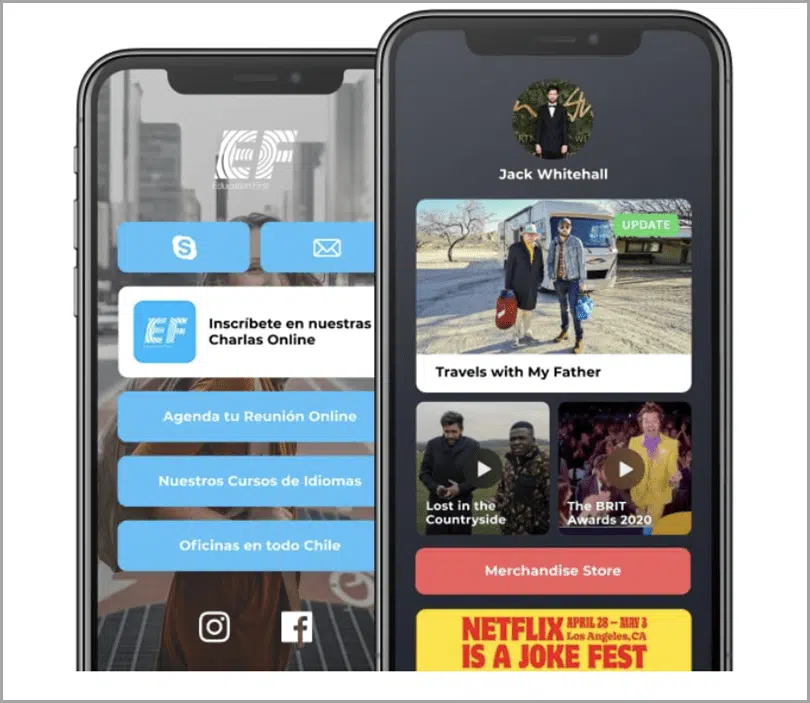 EF
Education First
EF
Inscríbete en nuestras
Charlas Online
Agenda tu Reunión Online
Nuestros Cursos de Idiomas
Oficinas en todo Chile
Jack Whitehall
UPDATE
Travels with My Father
Lost in the
Countryside
The BRIT
Awards 2020
Merchandise Store
NETFLIX APRIL 28 – MAY 3
Los Angeles, CA
IS A JOKE FEST